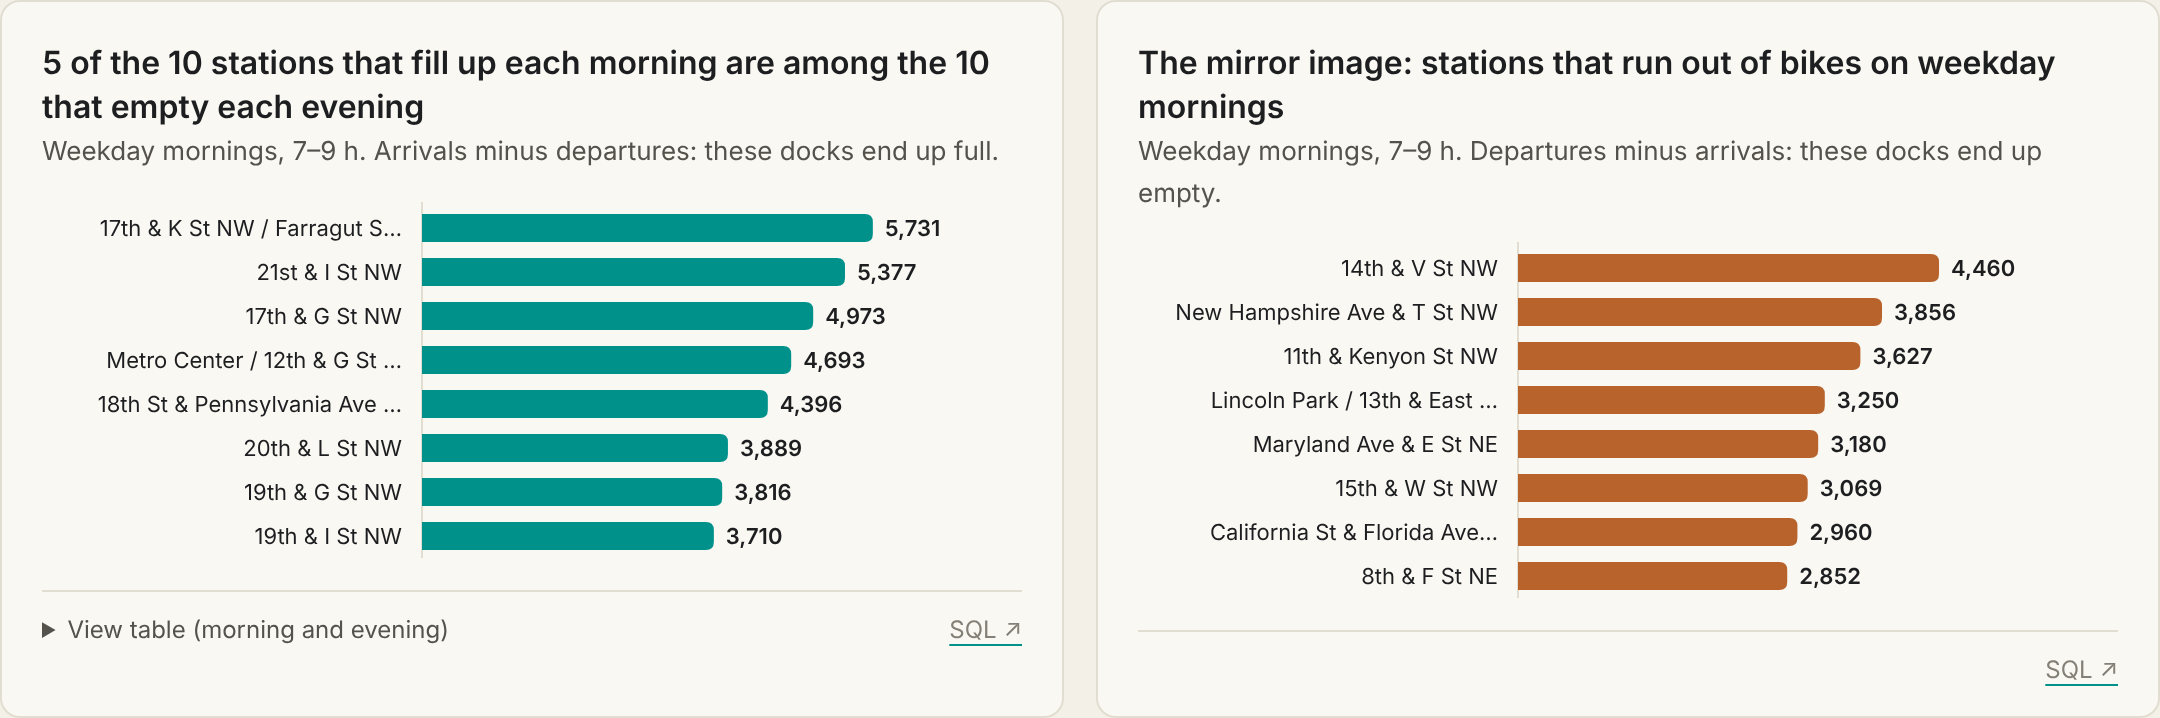 5 of the 10 stations that fill up each morning are among the 10
that empty each evening
Weekday mornings, 7–9 h. Arrivals minus departures: these docks end up full.
17th & K St NW / Farragut S... 5,731
21st & I St NW 5,377
17th & G St NW 4,973
Metro Center / 12th & G St ... 4,693
18th St & Pennsylvania Ave ... 4,396
20th & L St NW 3,889
19th & G St NW 3,816
19th & I St NW 3,710
▶ View table (morning and evening)
SQL ↗
The mirror image: stations that run out of bikes on weekday
mornings
Weekday mornings, 7–9 h. Departures minus arrivals: these docks end up
empty.
14th & V St NW 4,460
New Hampshire Ave & T St NW 3,856
11th & Kenyon St NW 3,627
Lincoln Park / 13th & East ... 3,250
Maryland Ave & E St NE 3,180
15th & W St NW 3,069
California St & Florida Ave... 2,960
8th & F St NE 2,852
SQL ↗